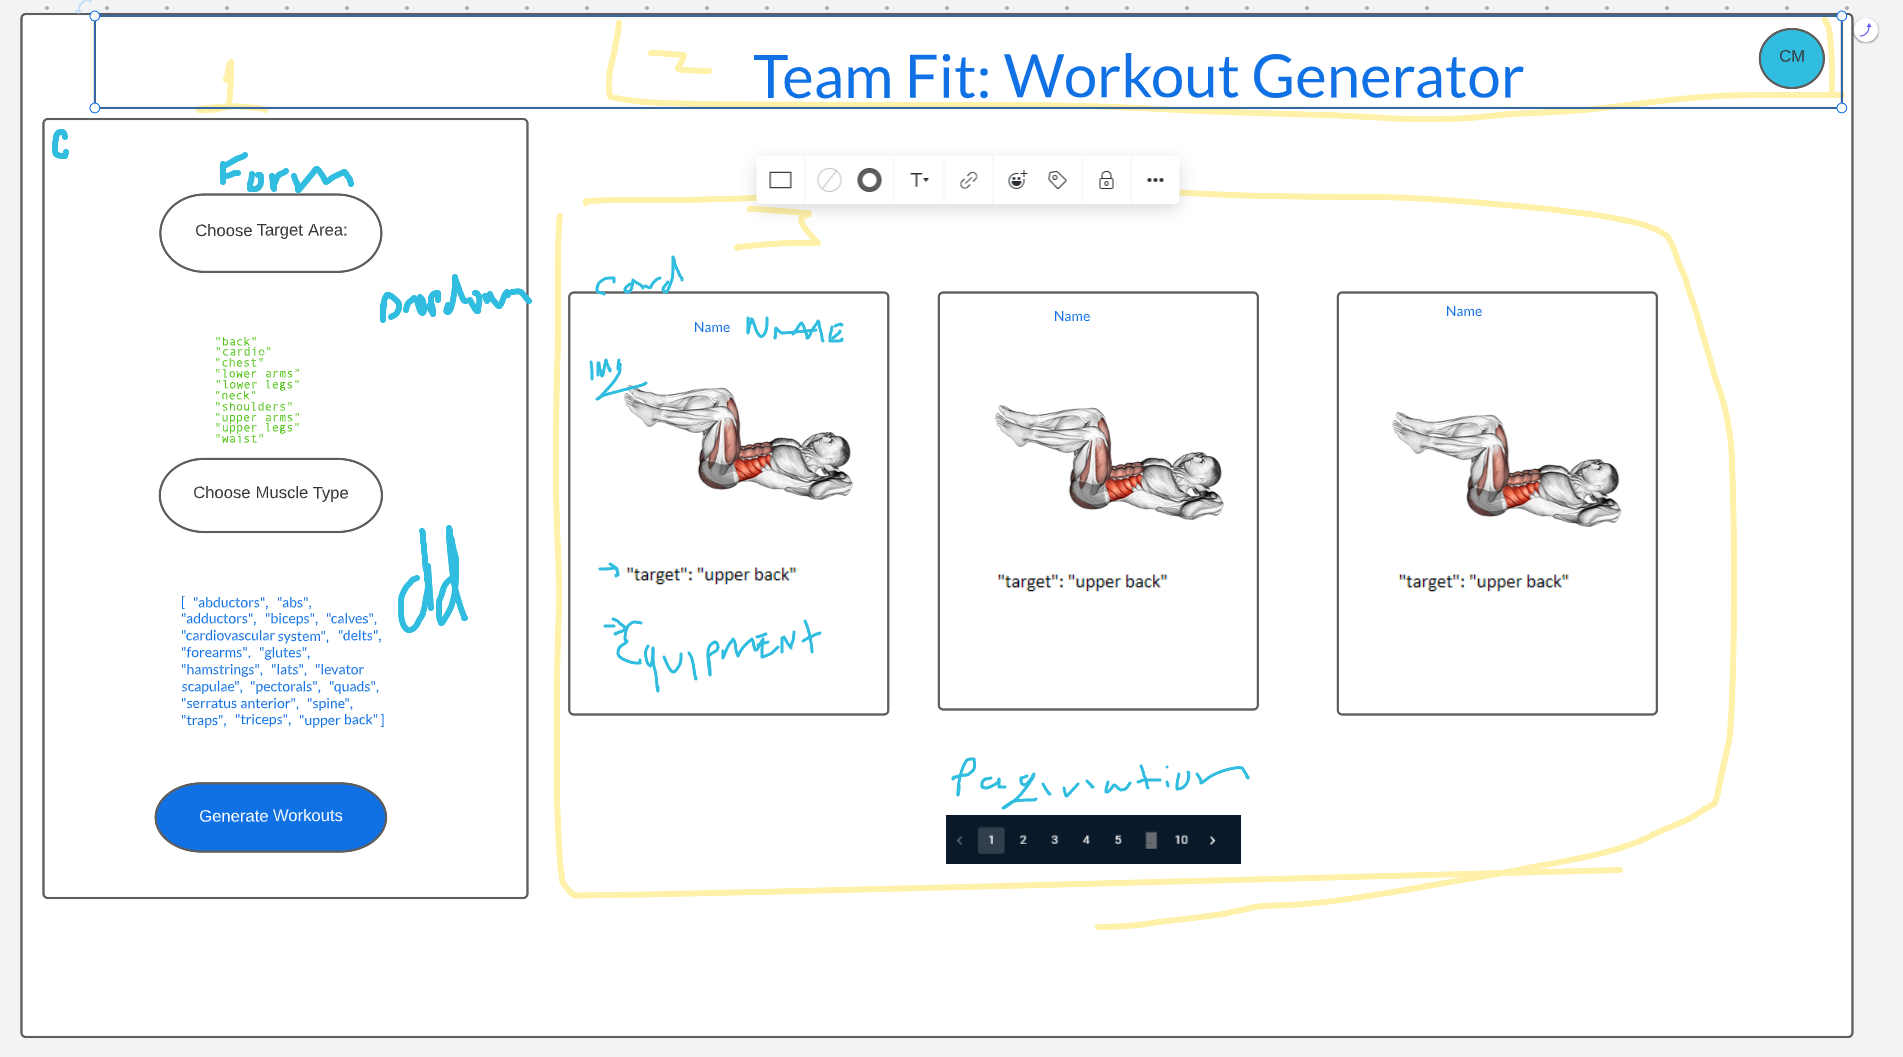 Team Fit: Workout Generator
CM
1
2
C
Form
Choose Target Area:
"back"
"cardio"
"chest"
"lower arms"
"lower legs"
"neck"
"shoulders"
"upper arms"
"upper legs"
"waist"
Choose Muscle Type
dd
[ "abductors", "abs",
"adductors", "biceps", "calves",
"cardiovascular system", "delts",
"forearms", "glutes",
"hamstrings", "lats", "levator
scapulae", "pectorals", "quads",
"serratus anterior", "spine",
"traps", "triceps", "upper back" ]
Generate Workouts
T
card
Name NAME
Img
"target": "upper back"
EquipmENt
Name
"target": "upper back"
Name
"target": "upper back"
Pagination
‹ 1 2 3 4 5 ... 10 ›